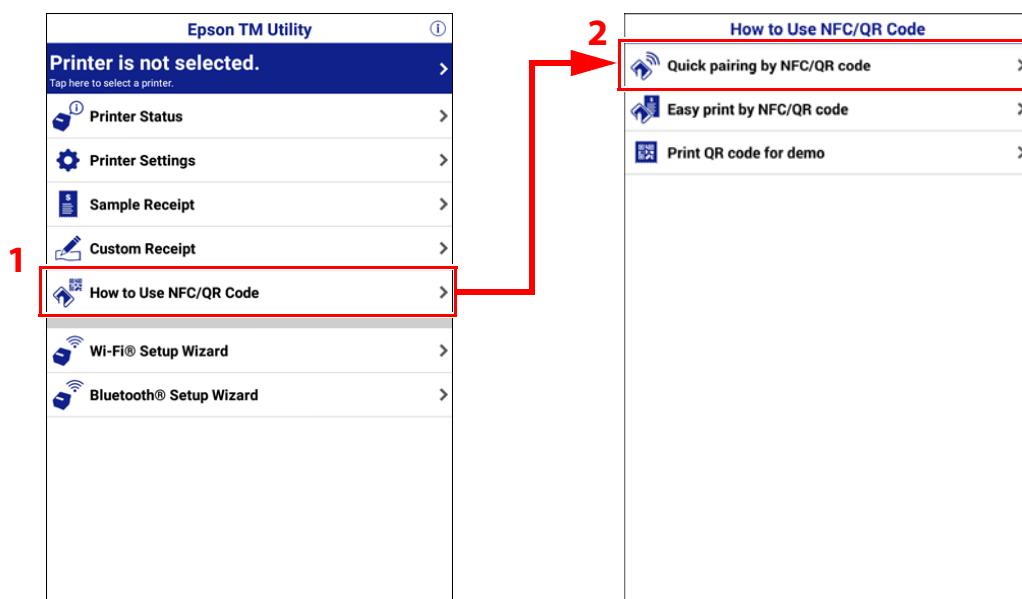 Epson TM Utility
Printer is not selected.
Tap here to select a printer.
Printer Status
Printer Settings
Sample Receipt
Custom Receipt
1
How to Use NFC/QR Code
Wi-Fi® Setup Wizard
Bluetooth® Setup Wizard
2
How to Use NFC/QR Code
Quick pairing by NFC/QR code
Easy print by NFC/QR code
Print QR code for demo